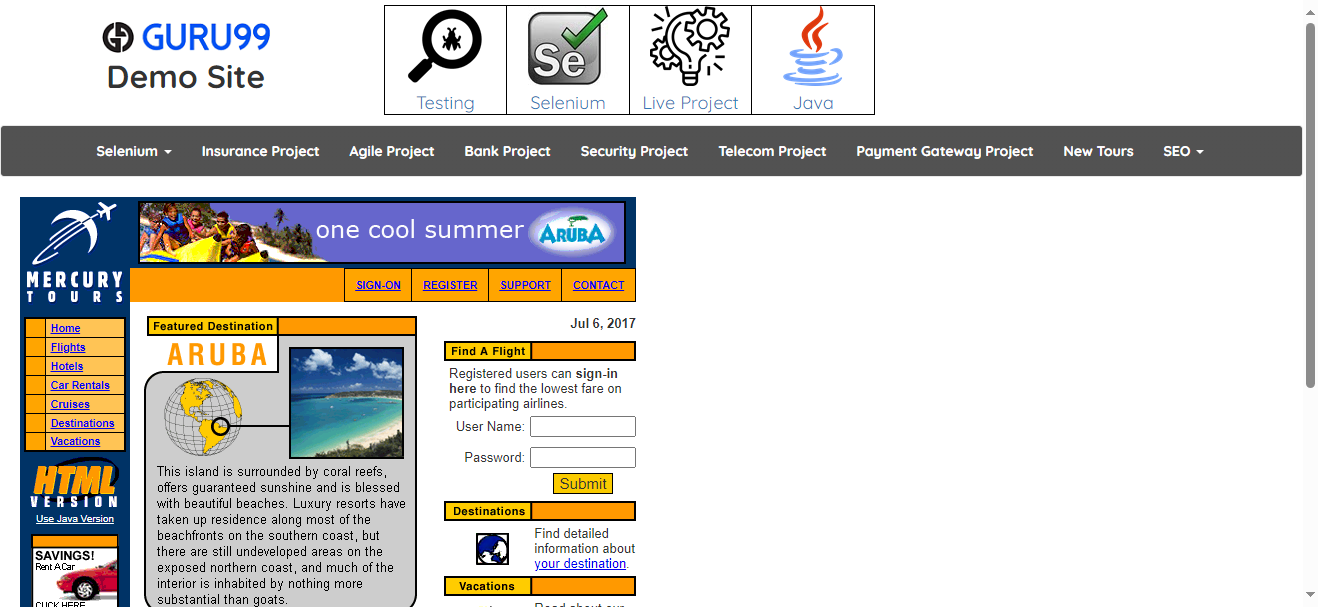 GURU99
Demo Site
Testing
Selenium
Live Project
Java
Selenium
Insurance Project
Agile Project
Bank Project
Security Project
Telecom Project
Payment Gateway Project
New Tours
SEO
MERCURY
TOURS
one cool summer
ARUBA
SIGN-ON
REGISTER
SUPPORT
CONTACT
Home
Flights
Hotels
Car Rentals
Cruises
Destinations
Vacations
HTML
VERSION
Use Java Version
SAVINGS!
Rent A Car
CLICK HERE
Featured Destination
ARUBA
This island is surrounded by coral reefs,
offers guaranteed sunshine and is blessed
with beautiful beaches. Luxury resorts have
taken up residence along most of the
beachfronts on the southern coast, but
there are still undeveloped areas on the
exposed northern coast, and much of the
interior is inhabited by nothing more
substantial than goats.
Jul 6, 2017
Find A Flight
Registered users can sign-in
here to find the lowest fare on
participating airlines.
User Name:
Password:
Submit
Destinations
Find detailed
information about
your destination.
Vacations
Read about our